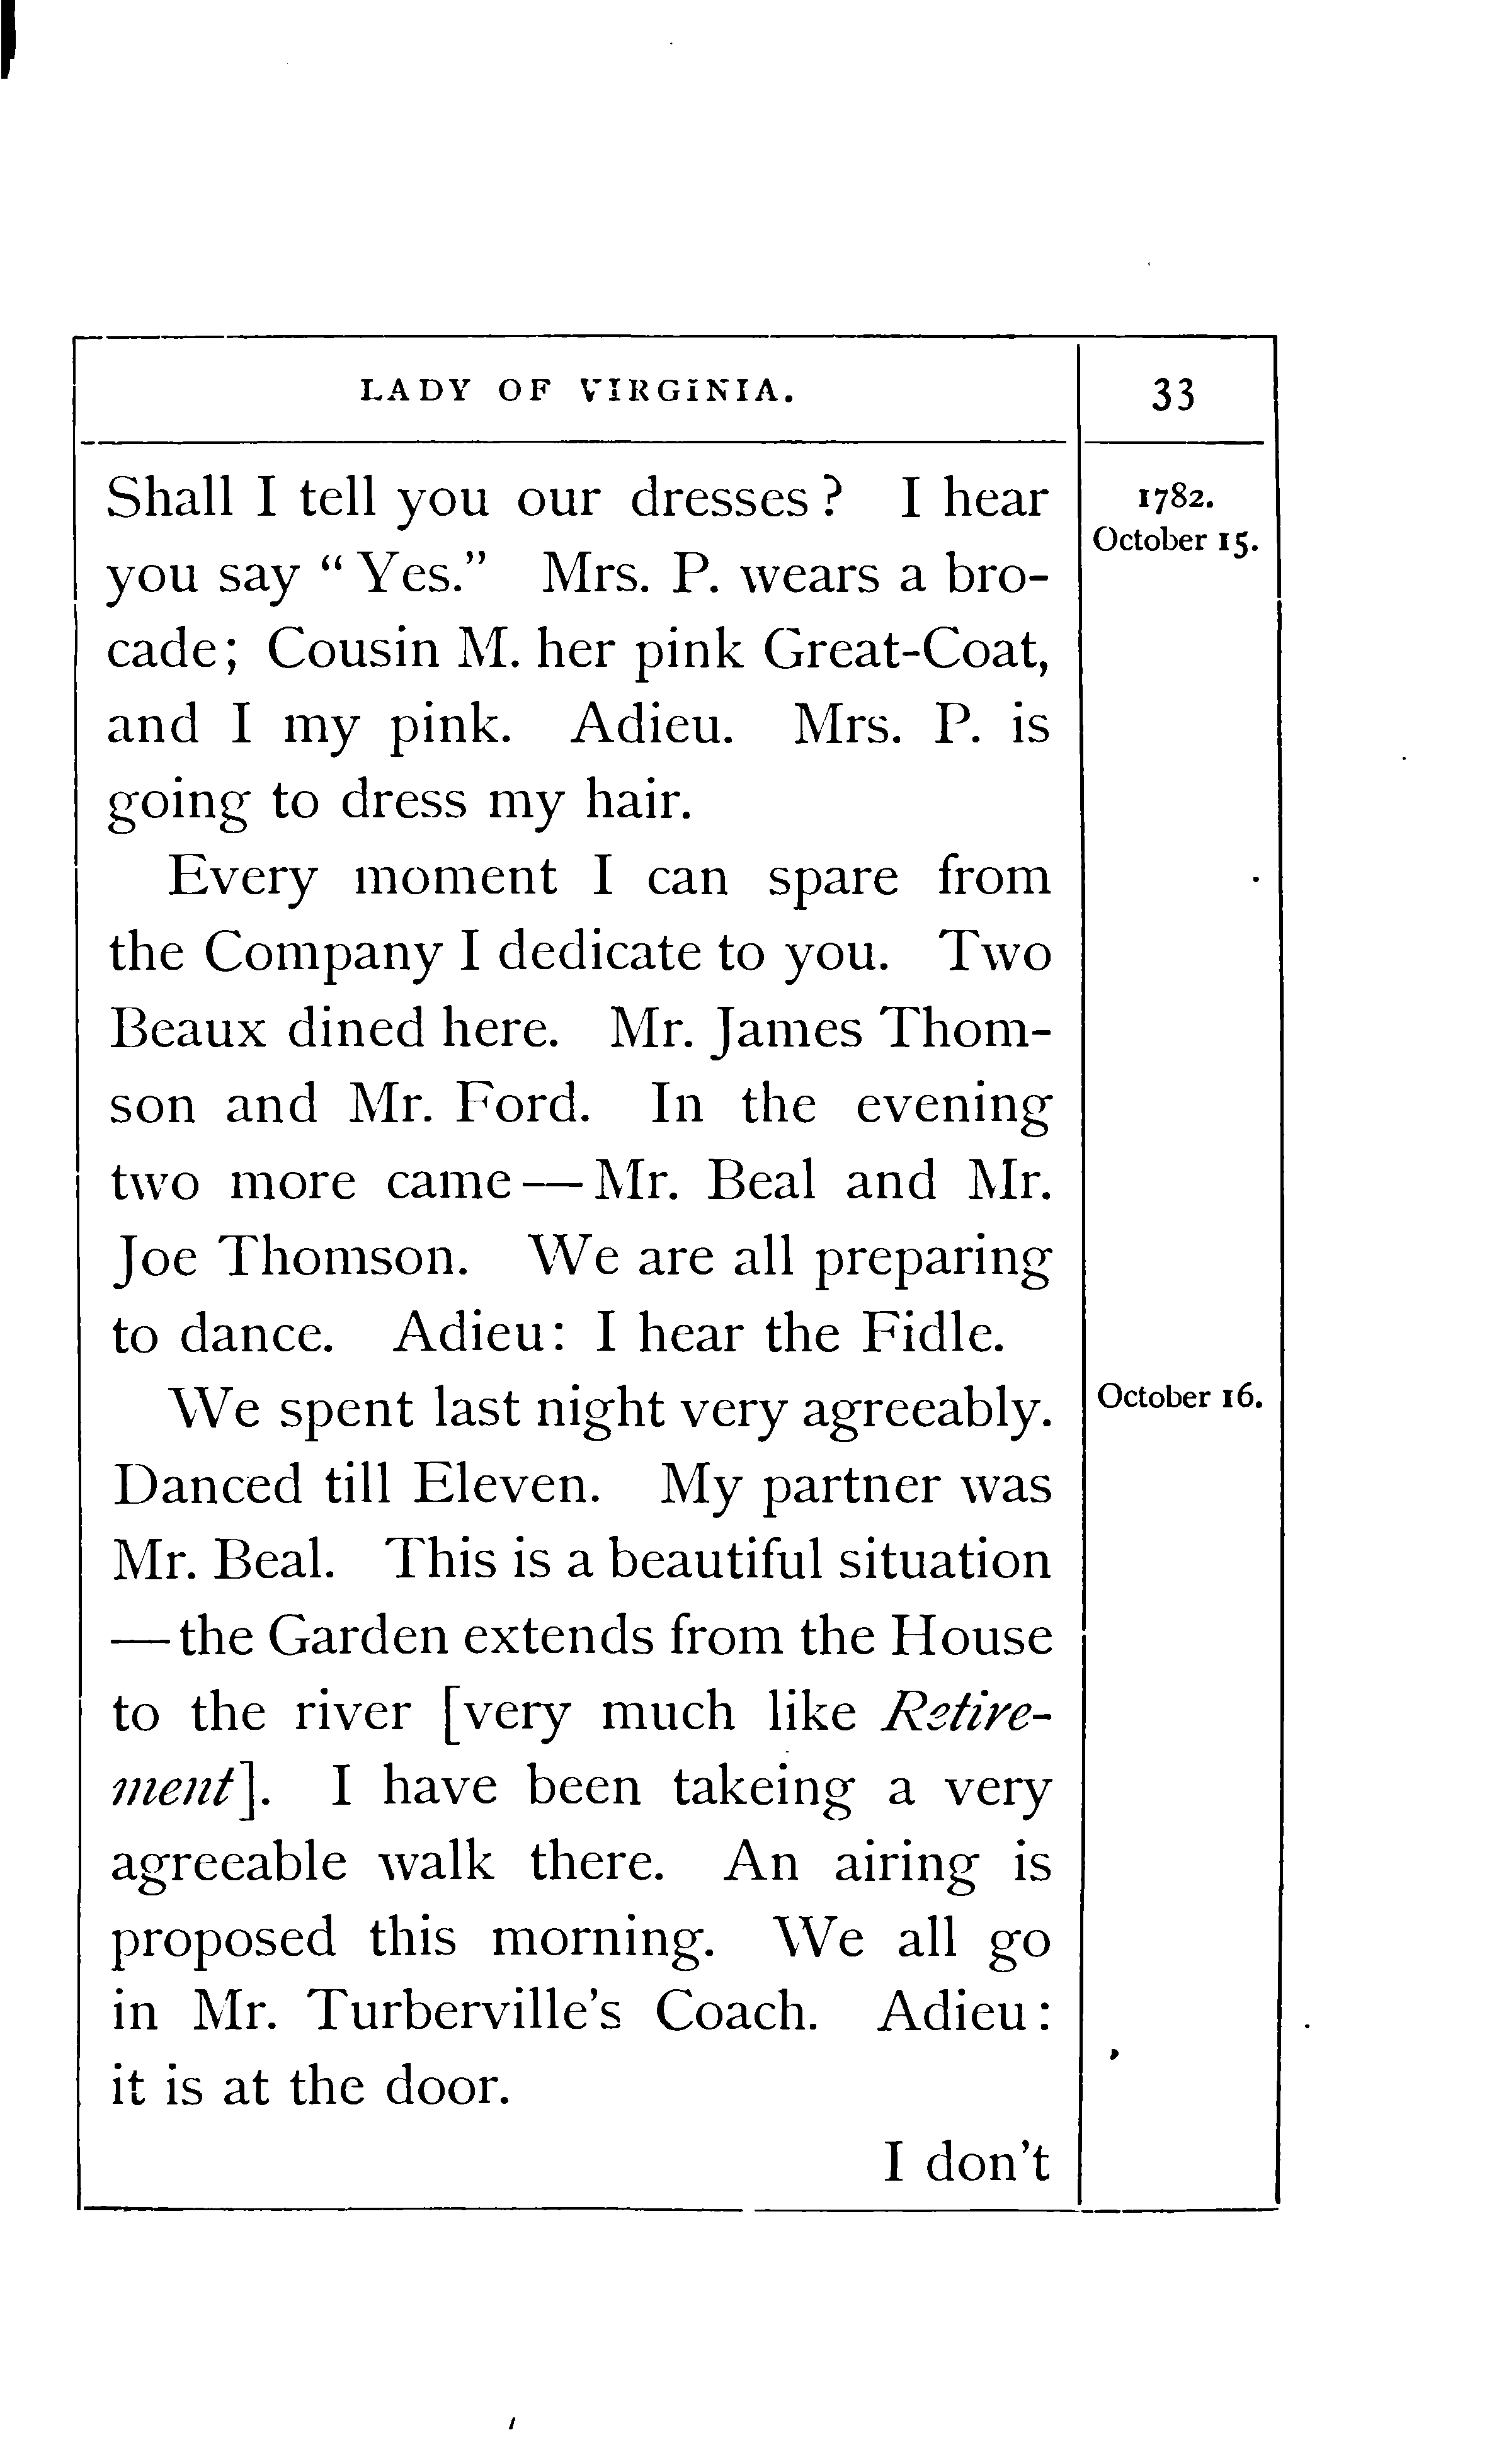 LADY OF VIRGINIA.
33
1782.
October 15.
Shall I tell you our dresses? I hear
you say "Yes." Mrs. P. wears a bro-
cade; Cousin M. her pink Great-Coat,
and I my pink. Adieu. Mrs. P. is
going to dress my hair.
Every moment I can spare from
the Company I dedicate to you. Two
Beaux dined here. Mr. James Thom-
son and Mr. Ford. In the evening
two more came—Mr. Beal and Mr.
Joe Thomson. We are all preparing
to dance. Adieu: I hear the Fidle.
October 16.
We spent last night very agreeably.
Danced till Eleven. My partner was
Mr. Beal. This is a beautiful situation
—the Garden extends from the House
to the river [very much like Retire-
ment]. I have been takeing a very
agreeable walk there. An airing is
proposed this morning. We all go
in Mr. Turberville's Coach. Adieu:
it is at the door.
I don't